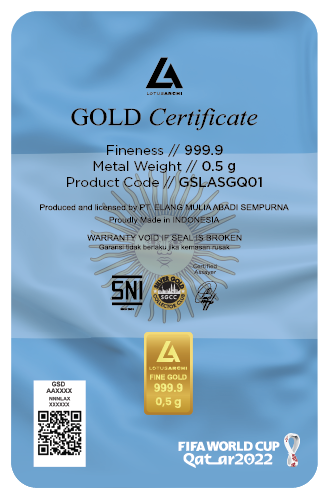 LOTUSARCHI
GOLD Certificate
Fineness // 999.9
Metal Weight // 0.5 g
Product Code // GSLASGQ01
Produced and licensed by PT. ELANG MULIA ABADI SEMPURNA
Proudly Made in INDONESIA
WARRANTY VOID IF SEAL IS BROKEN
Garansi tidak berlaku jika kemasan rusak
Certified
Assayer
SNI
SILVER GOLD
SGCC
LOTUSARCHI
FINE GOLD
999.9
0,5 g
GSD
AAXXXX
NNNLAX
XXXXXX
FIFA WORLD CUP
Qatar2022